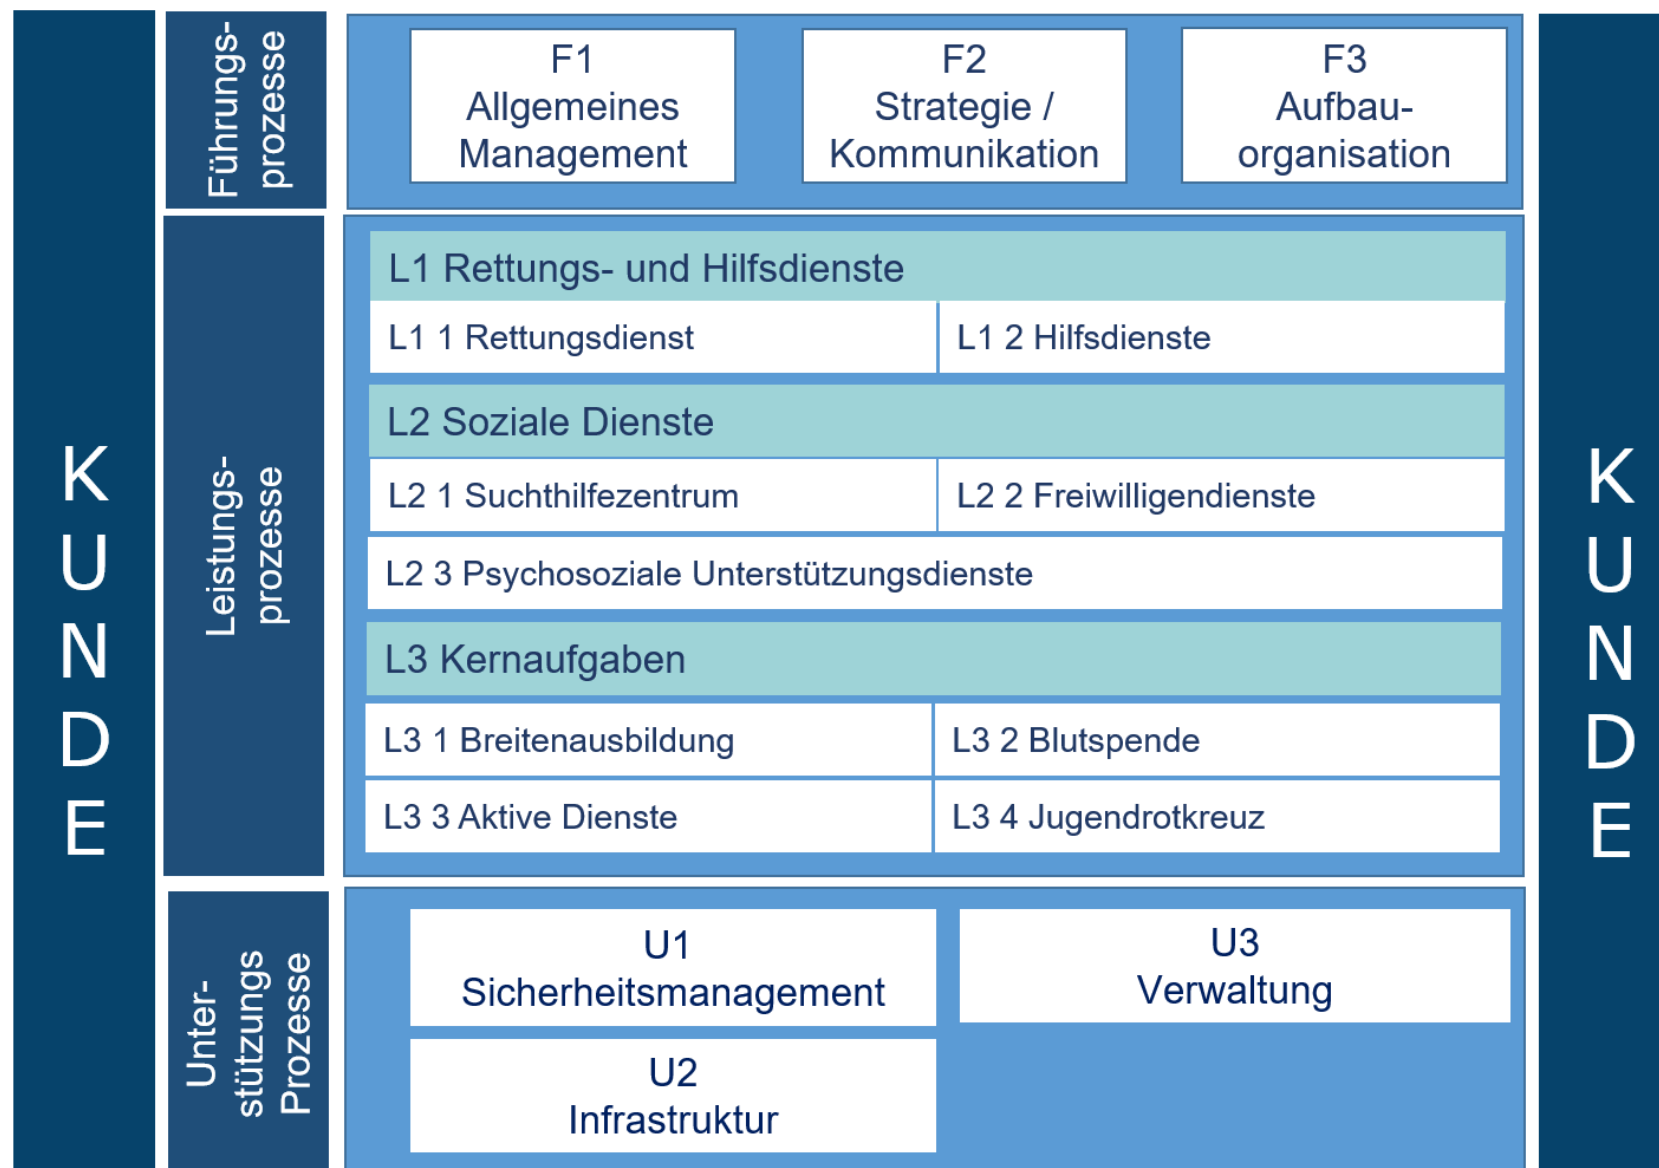 KUNDE
Führungs-
prozesse
F1
Allgemeines
Management
F2
Strategie /
Kommunikation
F3
Aufbau-
organisation
Leistungs-
prozesse
L1 Rettungs- und Hilfsdienste
L1 1 Rettungsdienst
L1 2 Hilfsdienste
L2 Soziale Dienste
L2 1 Suchthilfezentrum
L2 2 Freiwilligendienste
L2 3 Psychosoziale Unterstützungsdienste
L3 Kernaufgaben
L3 1 Breitenausbildung
L3 2 Blutspende
L3 3 Aktive Dienste
L3 4 Jugendrotkreuz
Unter-
stützungs
Prozesse
U1
Sicherheitsmanagement
U3
Verwaltung
U2
Infrastruktur
KUNDE